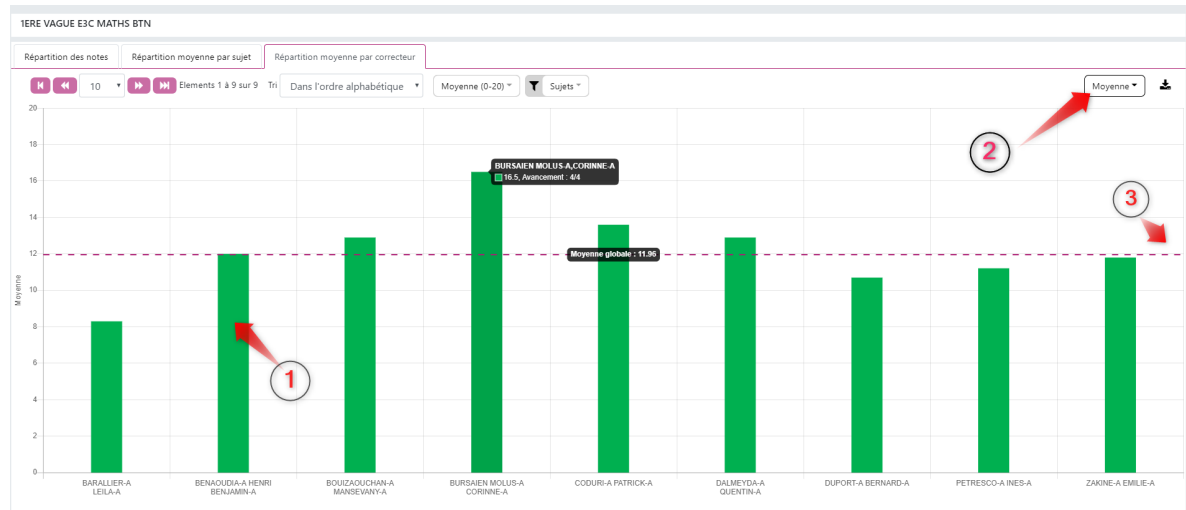 1ERE VAGUE E3C MATHS BTN
Répartition des notes Répartition moyenne par sujet Répartition moyenne par correcteur
10 Elements 1 à 9 sur 9 Tri Dans l'ordre alphabétique Moyenne (0-20) Sujets Moyenne
20
18
2
BURSAIEN MOLUS-A,CORINNE-A
16.5, Avancement : 4/4
16
3
14
Moyenne globale : 11.96
12
Moyenne
10
8
6
1
4
2
0
BARALLIER-A
LEILA-A
BENAOUDIA-A HENRI
BENJAMIN-A
BOUIZAOUCHAN-A
MANSEVANY-A
BURSAIEN MOLUS-A
CORINNE-A
CODURI-A PATRICK-A
DALMEYDA-A
QUENTIN-A
DUPORT-A BERNARD-A
PETRESCO-A INES-A
ZAKINE-A EMILIE-A